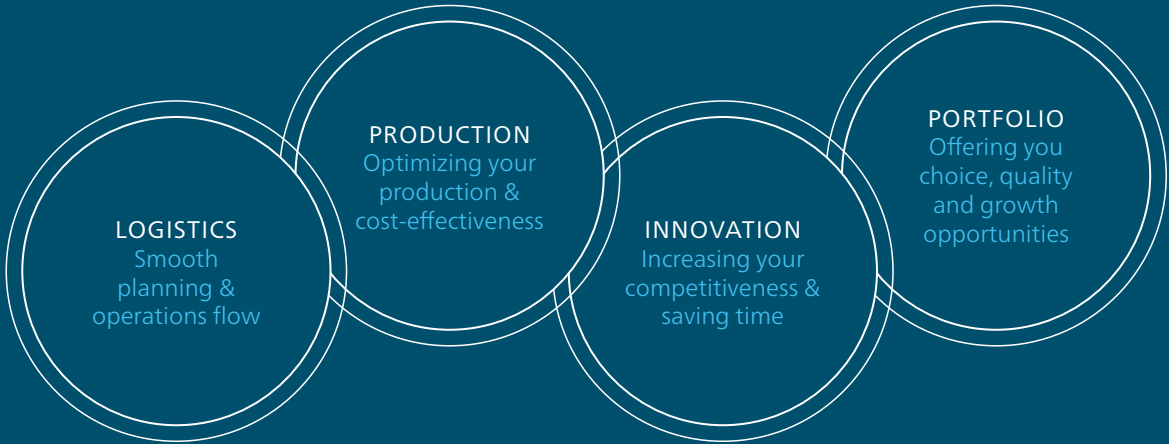 LOGISTICS
Smooth
planning &
operations flow
PRODUCTION
Optimizing your
production &
cost-effectiveness
INNOVATION
Increasing your
competitiveness &
saving time
PORTFOLIO
Offering you
choice, quality
and growth
opportunities